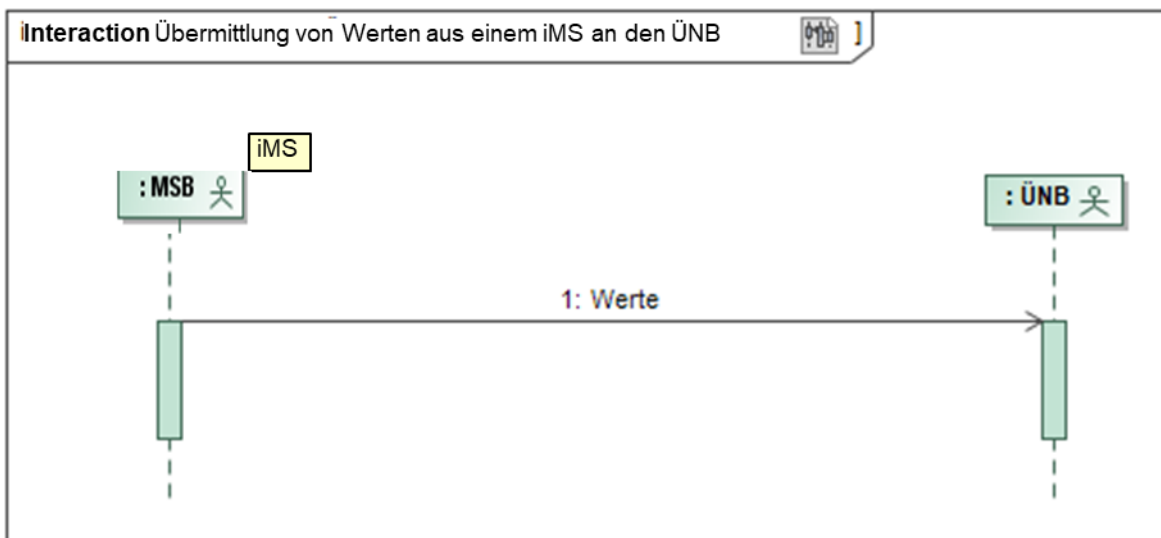 Interaction Übermittlung von Werten aus einem iMS an den ÜNB ]
iMS
: MSB
: ÜNB
1: Werte